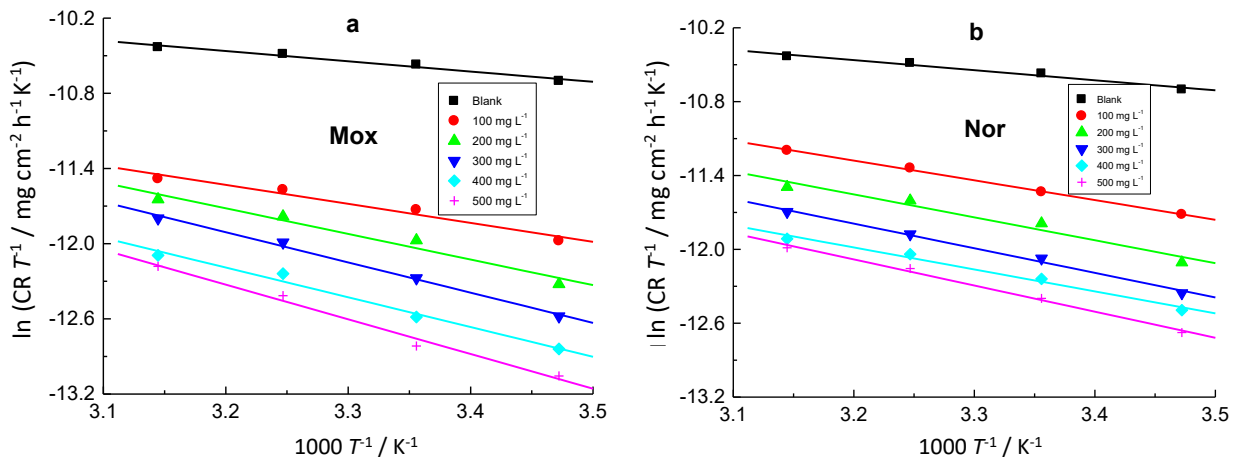 a
Mox
Blank
100 mg L⁻¹
200 mg L⁻¹
300 mg L⁻¹
400 mg L⁻¹
500 mg L⁻¹
-10.2
-10.8
-11.4
-12.0
-12.6
-13.2
3.1
3.2
3.3
3.4
3.5
ln (CR T⁻¹ / mg cm⁻² h⁻¹ K⁻¹)
1000 T⁻¹ / K⁻¹
b
Nor
Blank
100 mg L⁻¹
200 mg L⁻¹
300 mg L⁻¹
400 mg L⁻¹
500 mg L⁻¹
-10.2
-10.8
-11.4
-12.0
-12.6
-13.2
3.1
3.2
3.3
3.4
3.5
ln (CR T⁻¹ / mg cm⁻² h⁻¹ K⁻¹)
1000 T⁻¹ / K⁻¹